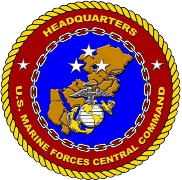 HEADQUARTERS
U.S. MARINE FORCES CENTRAL COMMAND